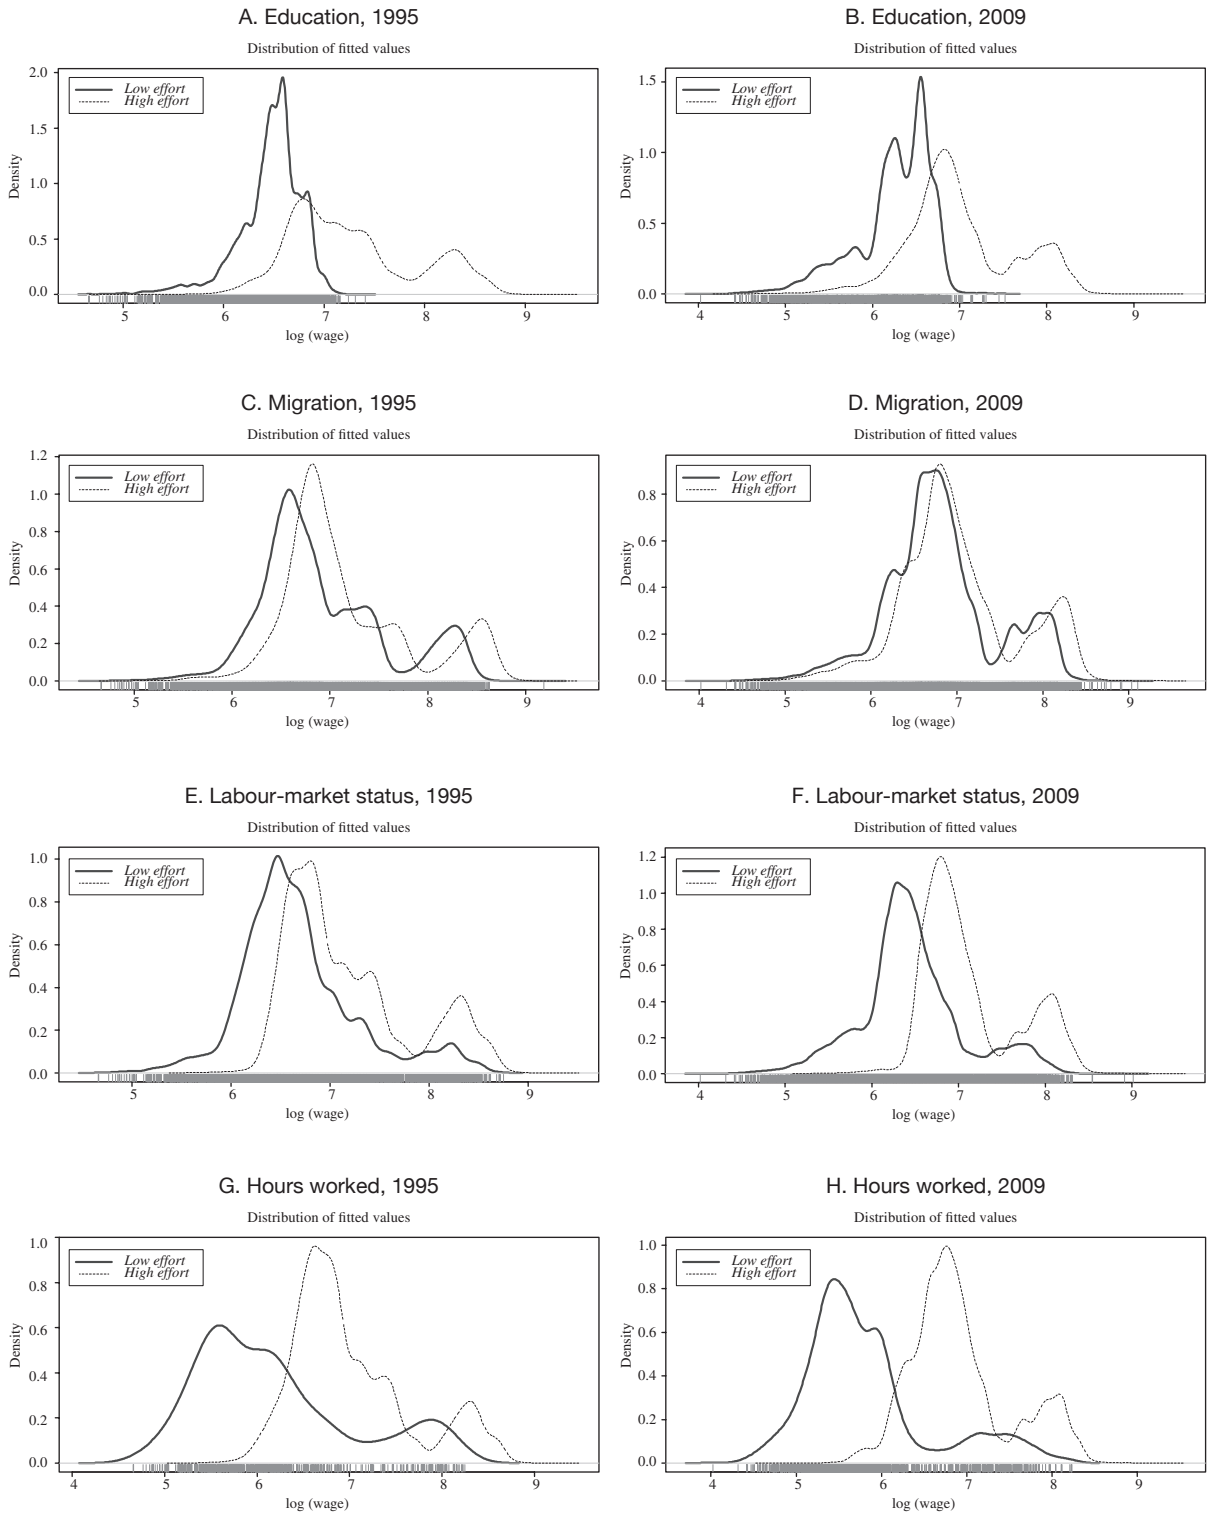 A. Education, 1995
Distribution of fitted values
Low effort
High effort
Density
2.0
1.5
1.0
0.5
0.0
5 6 7 8 9
log (wage)
B. Education, 2009
Distribution of fitted values
Low effort
High effort
Density
1.5
1.0
0.5
0.0
4 5 6 7 8 9
log (wage)
C. Migration, 1995
Distribution of fitted values
Low effort
High effort
Density
1.2
1.0
0.8
0.6
0.4
0.2
0.0
5 6 7 8 9
log (wage)
D. Migration, 2009
Distribution of fitted values
Low effort
High effort
Density
0.8
0.6
0.4
0.2
0.0
4 5 6 7 8 9
log (wage)
E. Labour-market status, 1995
Distribution of fitted values
Low effort
High effort
Density
1.0
0.8
0.6
0.4
0.2
0.0
5 6 7 8 9
log (wage)
F. Labour-market status, 2009
Distribution of fitted values
Low effort
High effort
Density
1.2
1.0
0.8
0.6
0.4
0.2
0.0
4 5 6 7 8 9
log (wage)
G. Hours worked, 1995
Distribution of fitted values
Low effort
High effort
Density
1.0
0.8
0.6
0.4
0.2
0.0
4 5 6 7 8 9
log (wage)
H. Hours worked, 2009
Distribution of fitted values
Low effort
High effort
Density
1.0
0.8
0.6
0.4
0.2
0.0
4 5 6 7 8 9
log (wage)